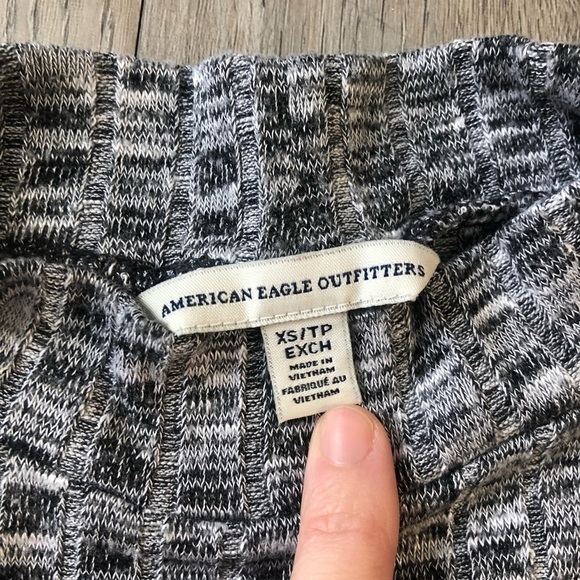 AMERICAN EAGLE OUTFITTERS
XS/TP
EXCH
MADE IN
VIETNAM
FABRIQUÉ AU
VIETNAM